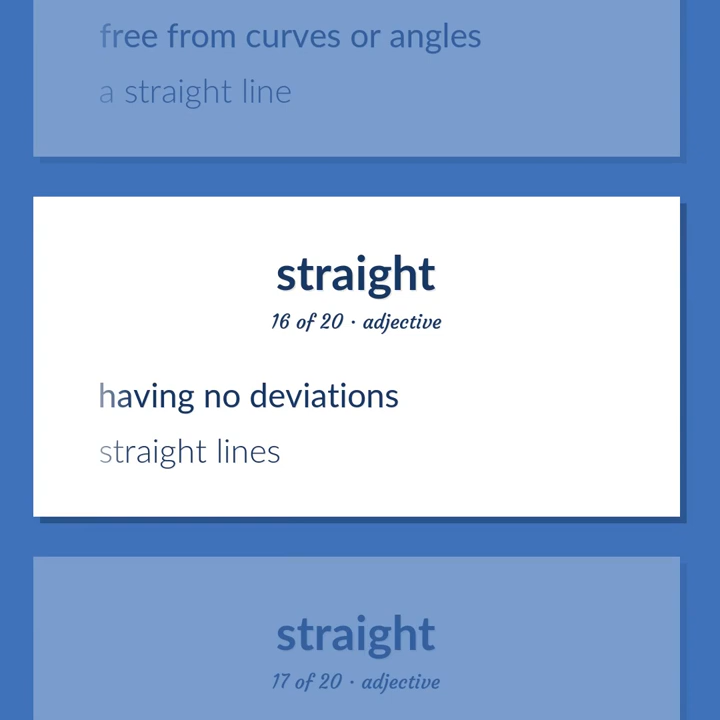 free from curves or angles
a straight line
straight
16 of 20 · adjective
having no deviations
straight lines
straight
17 of 20 · adjective